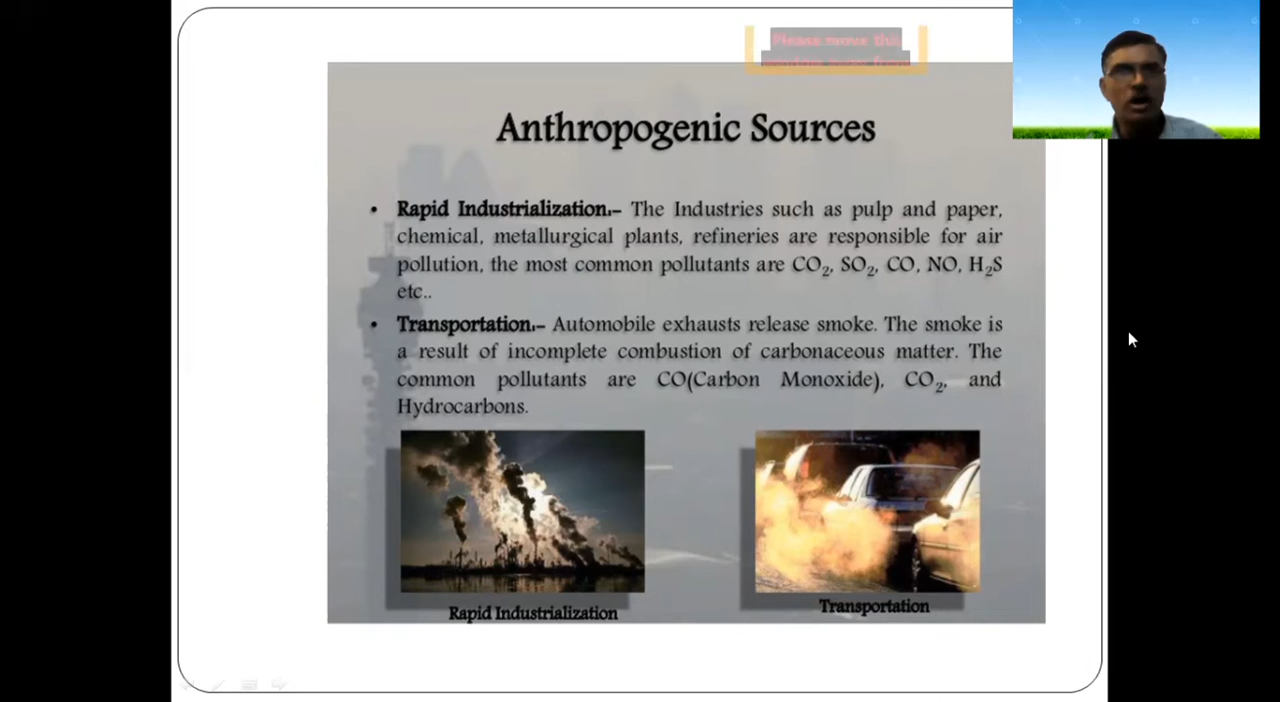 Please move this
Anthropogenic Sources
• Rapid Industrialization:- The Industries such as pulp and paper,
chemical, metallurgical plants, refineries are responsible for air
pollution, the most common pollutants are CO₂, SO₂, CO, NO, H₂S
etc..
• Transportation:- Automobile exhausts release smoke. The smoke is
a result of incomplete combustion of carbonaceous matter. The
common pollutants are CO(Carbon Monoxide), CO₂, and
Hydrocarbons.
Rapid Industrialization
Transportation